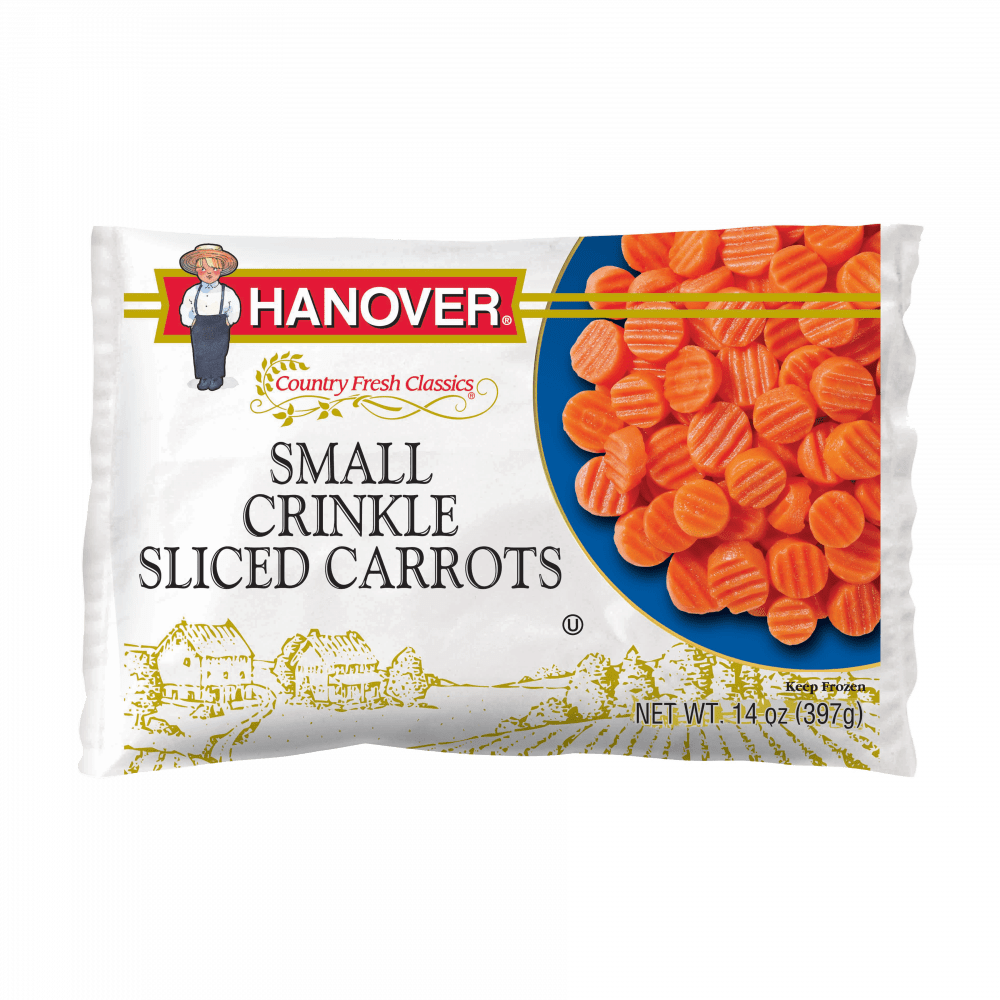 HANOVER®
Country Fresh Classics®
SMALL
CRINKLE
SLICED CARROTS
Ⓤ
Keep Frozen
NET WT. 14 oz (397g)